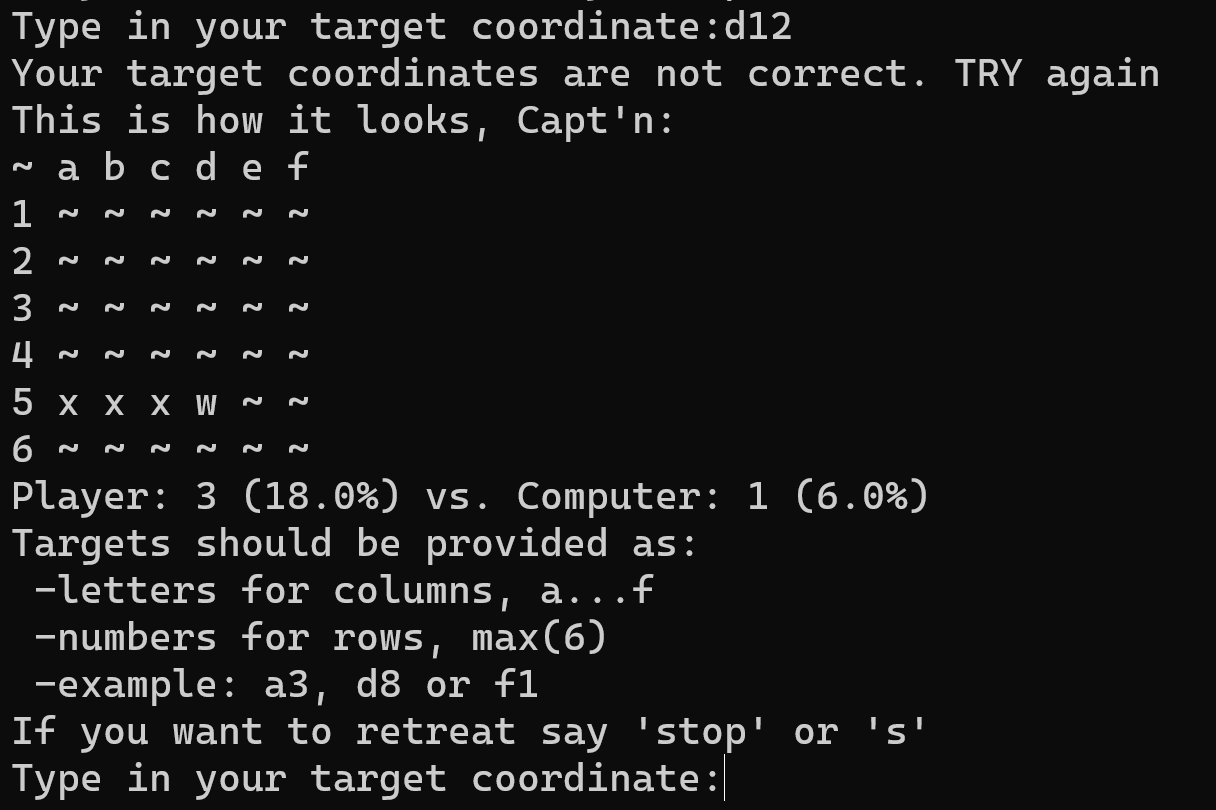 Type in your target coordinate:d12
Your target coordinates are not correct. TRY again
This is how it looks, Capt'n:
~ a b c d e f
1 ~ ~ ~ ~ ~ ~
2 ~ ~ ~ ~ ~ ~
3 ~ ~ ~ ~ ~ ~
4 ~ ~ ~ ~ ~ ~
5 x x x w ~ ~
6 ~ ~ ~ ~ ~ ~
Player: 3 (18.0%) vs. Computer: 1 (6.0%)
Targets should be provided as:
 -letters for columns, a...f
 -numbers for rows, max(6)
 -example: a3, d8 or f1
If you want to retreat say 'stop' or 's'
Type in your target coordinate: